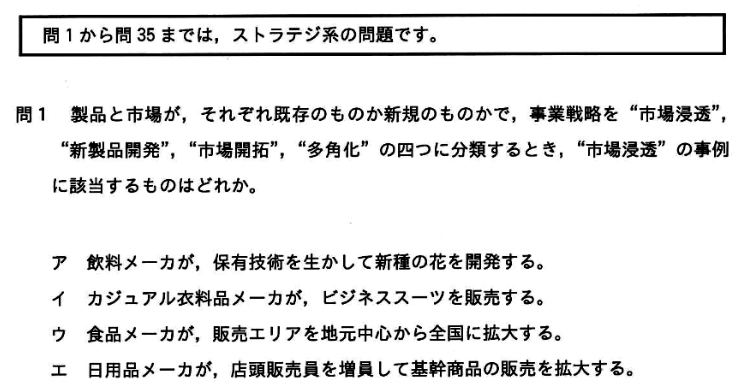 問1から問35までは，ストラテジ系の問題です。
問1 製品と市場が，それぞれ既存のものか新規のものかで，事業戦略を“市場浸透”，
“新製品開発”，“市場開拓”，“多角化”の四つに分類するとき，“市場浸透”の事例
に該当するものはどれか。
ア 飲料メーカが，保有技術を生かして新種の花を開発する。
イ カジュアル衣料品メーカが，ビジネススーツを販売する。
ウ 食品メーカが，販売エリアを地元中心から全国に拡大する。
エ 日用品メーカが，店頭販売員を増員して基幹商品の販売を拡大する。